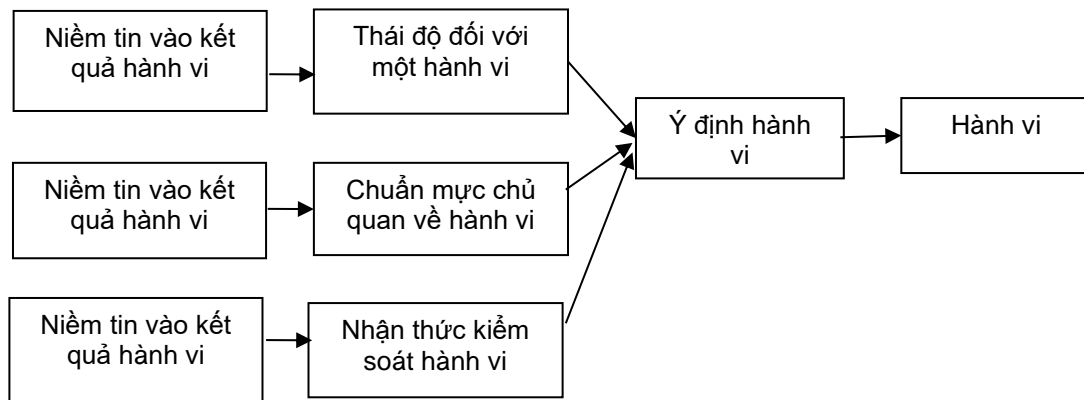 Niềm tin vào kết
quả hành vi
Thái độ đối với
một hành vi
Ý định hành
vi
Hành vi
Niềm tin vào kết
quả hành vi
Chuẩn mực chủ
quan về hành vi
Niềm tin vào kết
quả hành vi
Nhận thức kiểm
soát hành vi